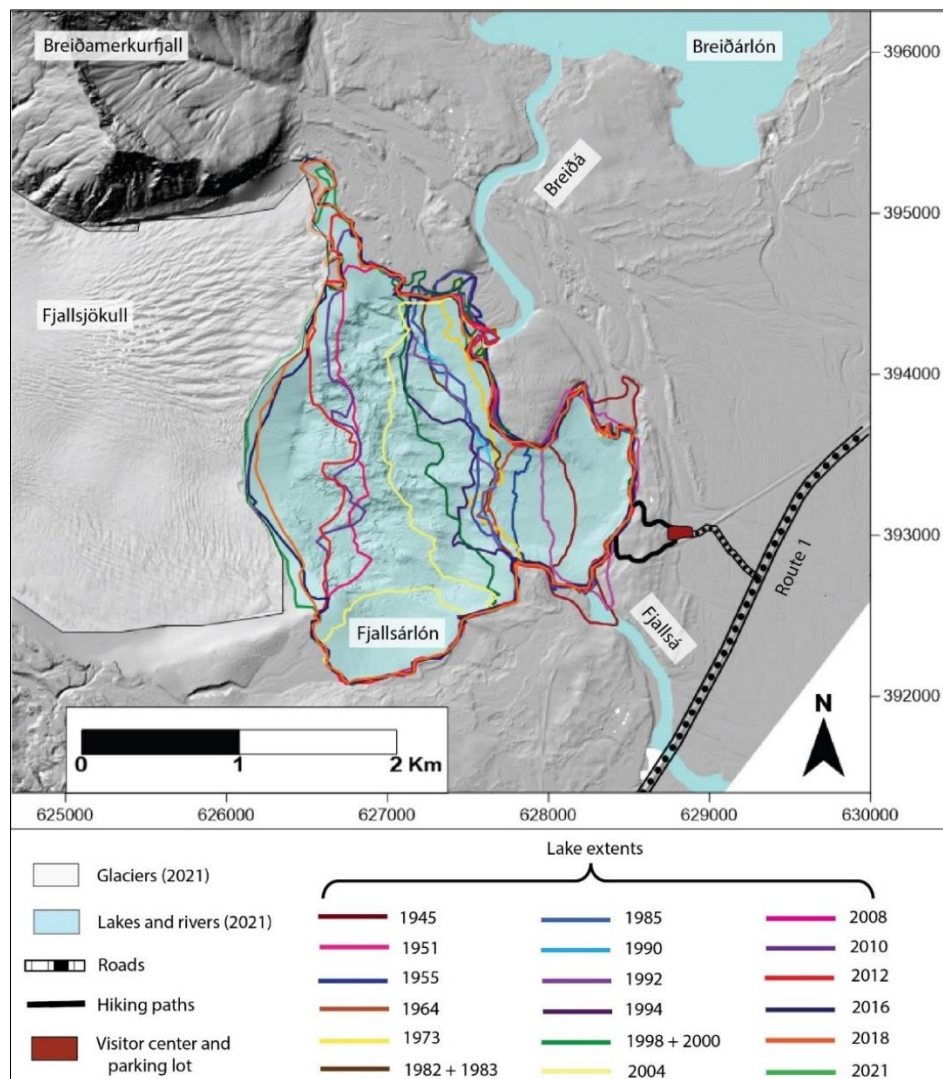 Breiðamerkurfjall
Breiðárlón
396000
Breiðá
395000
Fjallsjökull
394000
393000
Route 1
Fjallsárlón
Fjallsá
392000
N
0 1 2 Km
625000 626000 627000 628000 629000 630000
Lake extents
Glaciers (2021)
Lakes and rivers (2021)
Roads
Hiking paths
Visitor center and
parking lot
1945
1951
1955
1964
1973
1982 + 1983
1985
1990
1992
1994
1998 + 2000
2004
2008
2010
2012
2016
2018
2021